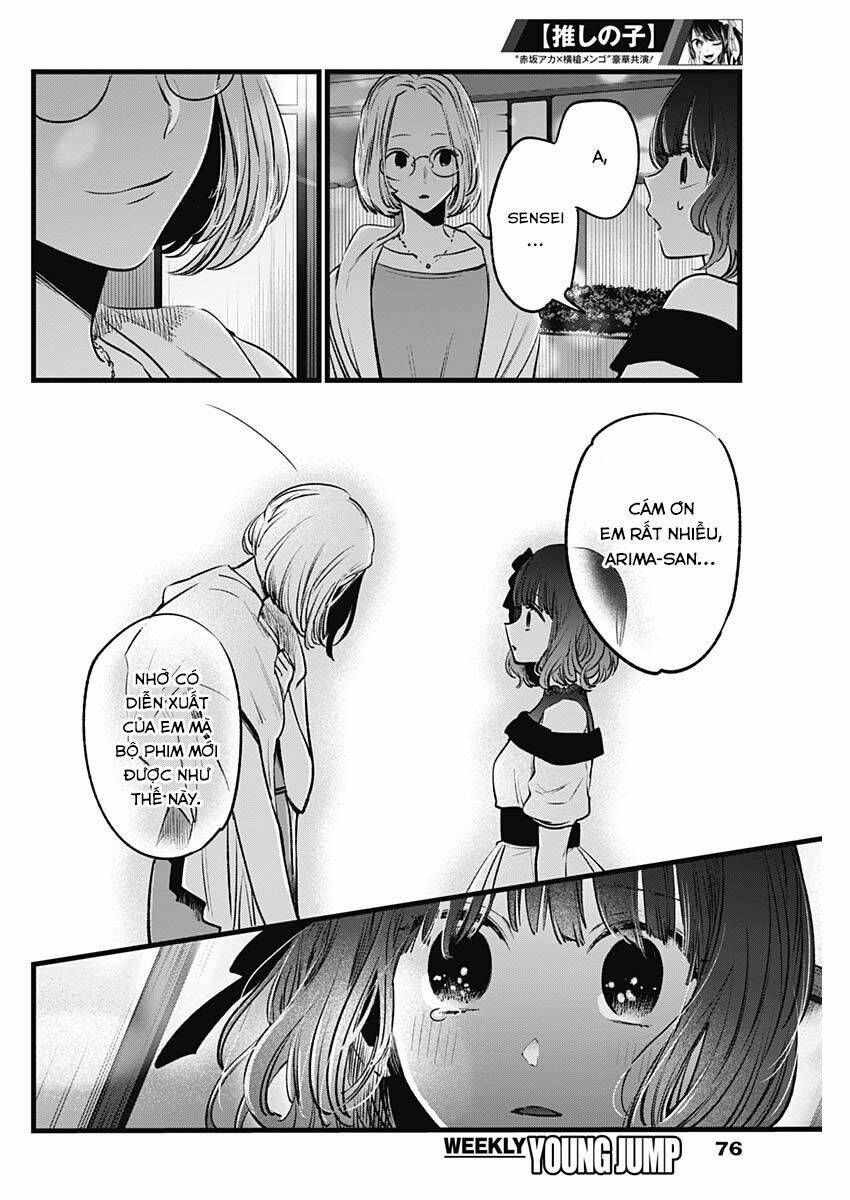 【推しの子】
"赤坂アカ×横槍メンゴ"豪華共演!
A,
SENSEI
...
CÁM ƠN
EM RẤT NHIỀU,
ARIMA-SAN...
NHỜ CÓ
DIỄN XUẤT
CỦA EM MÀ
BỘ PHIM MỚI
ĐƯỢC NHƯ
THẾ NÀY.
WEEKLY YOUNG JUMP 76